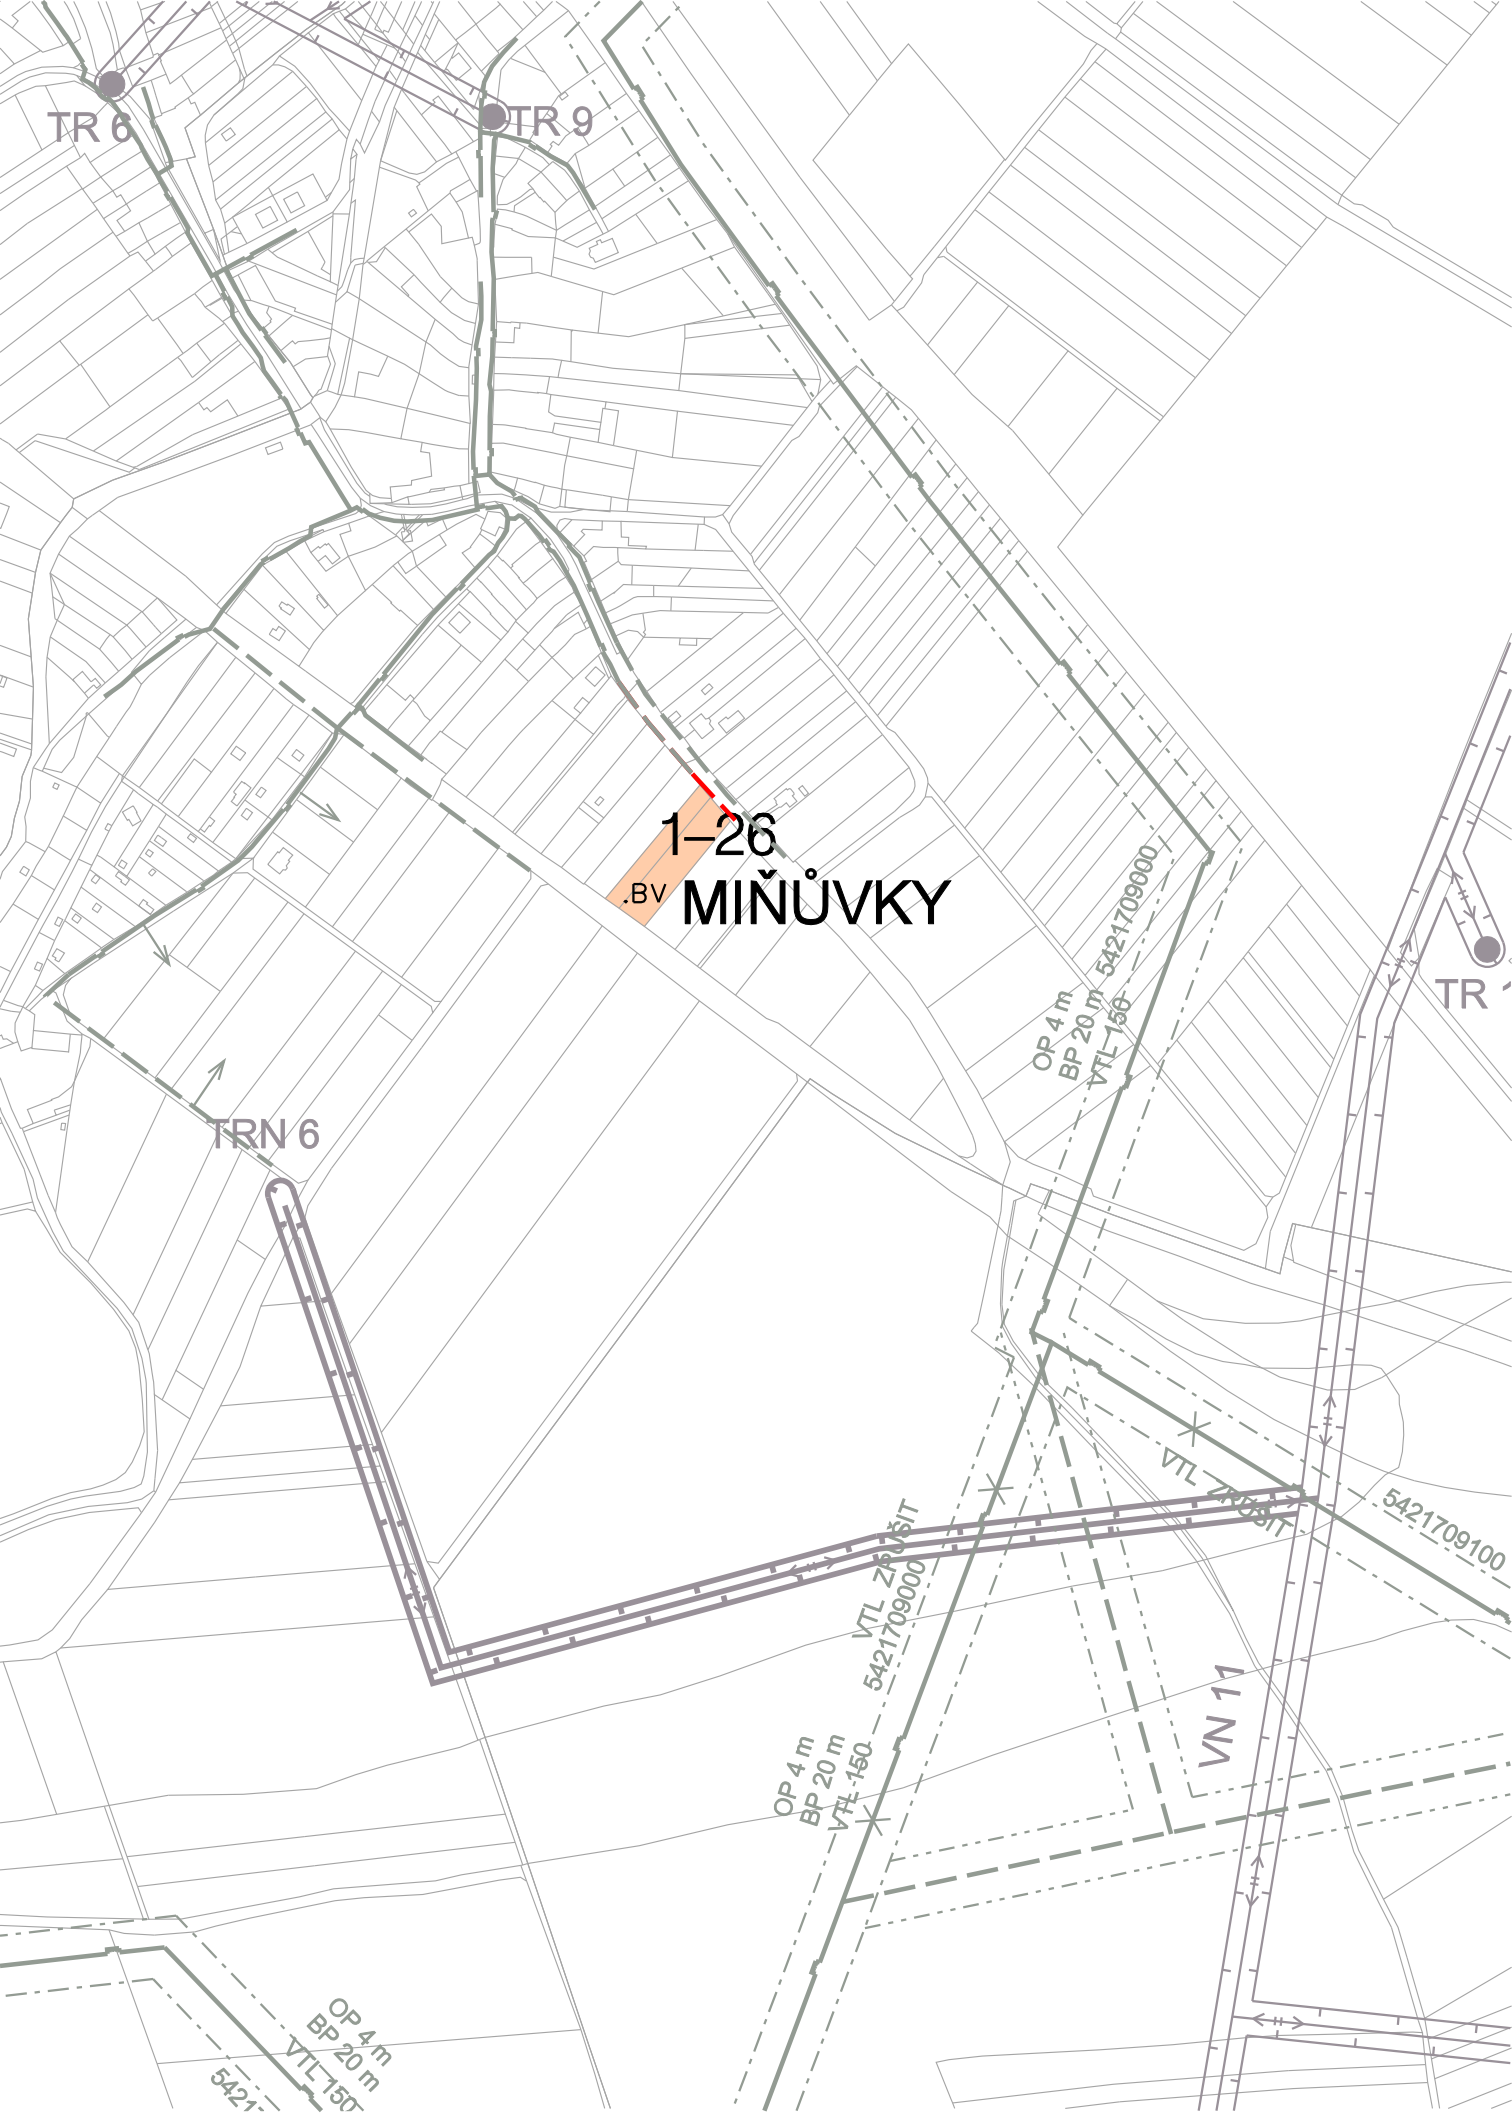 TR 6
TR 9
1–26
.BV
MIŇŮVKY
OP 4 m
BP 20 m
VTL 150
5421709000
TR
TRN 6
VTL ZRUŠIT
5421709100
VTL ZRUŠIT
5421709000
VN 11
OP 4 m
BP 20 m
VTL 150
OP 4 m
BP 20 m
VTL 150